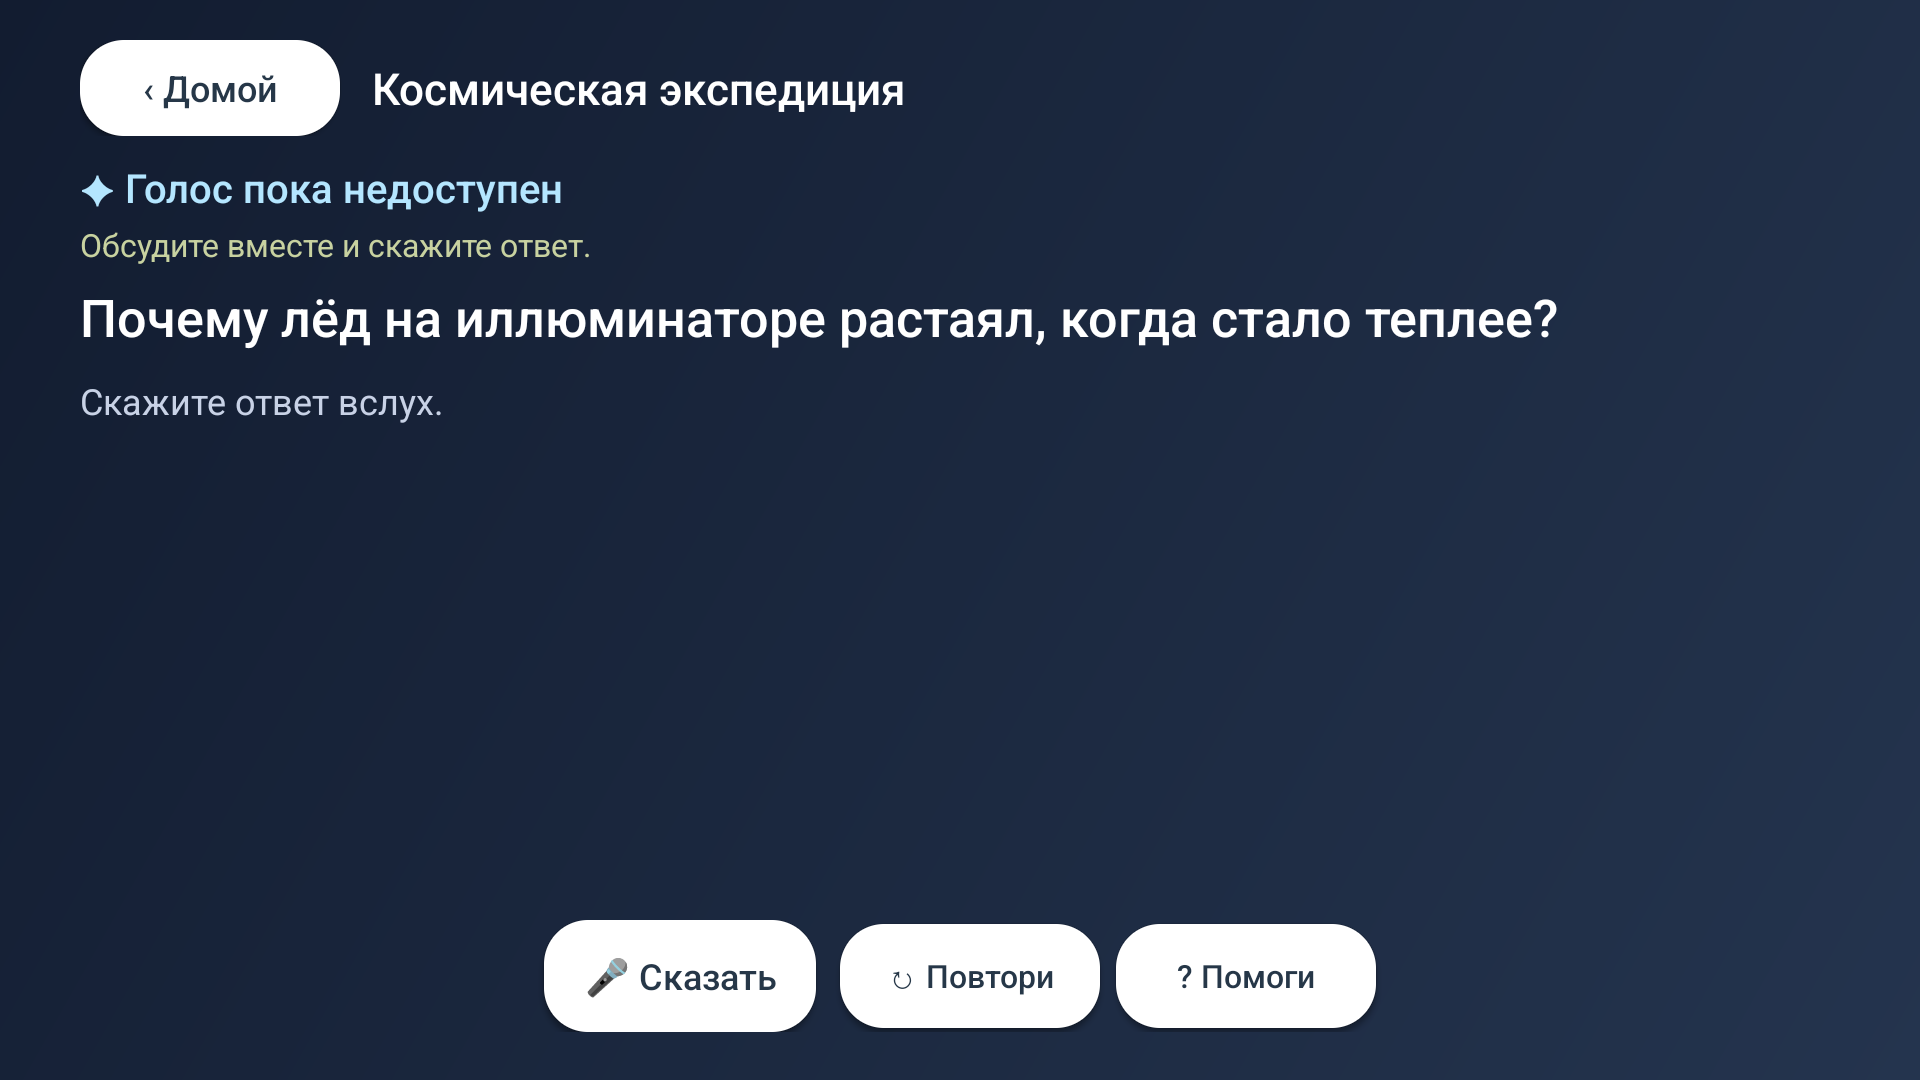 ‹ Домой
Космическая экспедиция
✦ Голос пока недоступен
Обсудите вместе и скажите ответ.
Почему лёд на иллюминаторе растаял, когда стало теплее?
Скажите ответ вслух.
🎤 Сказать
↻ Повтори
? Помоги